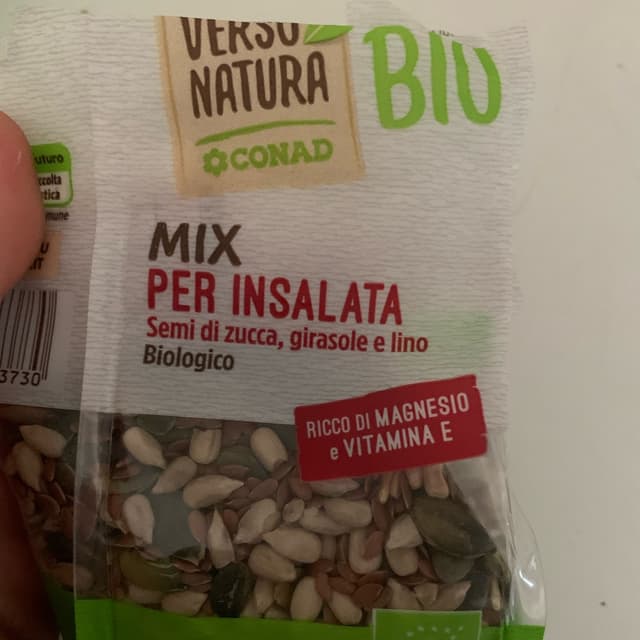 VERSO
NATURA
CONAD
BIO
MIX
PER INSALATA
Semi di zucca, girasole e lino
Biologico
RICCO DI MAGNESIO
e VITAMINA E
3730